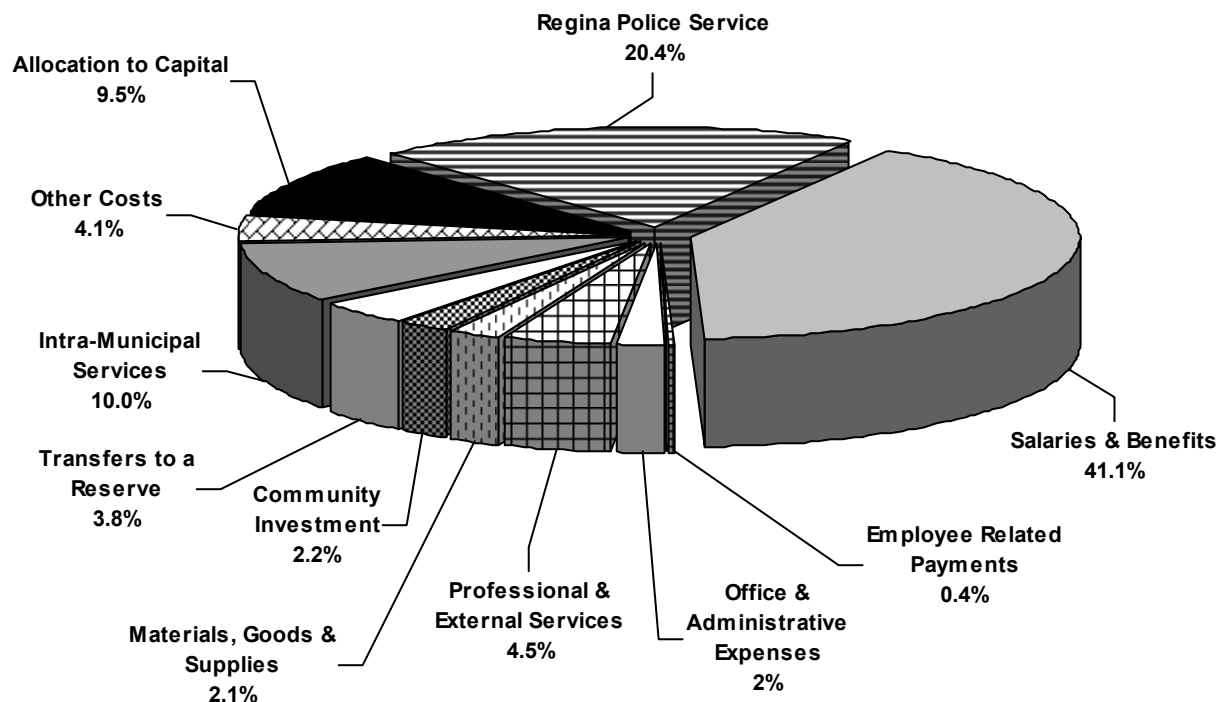 Regina Police Service
20.4%
Allocation to Capital
9.5%
Other Costs
4.1%
Intra-Municipal
Services
10.0%
Transfers to a
Reserve
3.8%
Community
Investment
2.2%
Materials, Goods &
Supplies
2.1%
Professional &
External Services
4.5%
Office &
Administrative
Expenses
2%
Employee Related
Payments
0.4%
Salaries & Benefits
41.1%